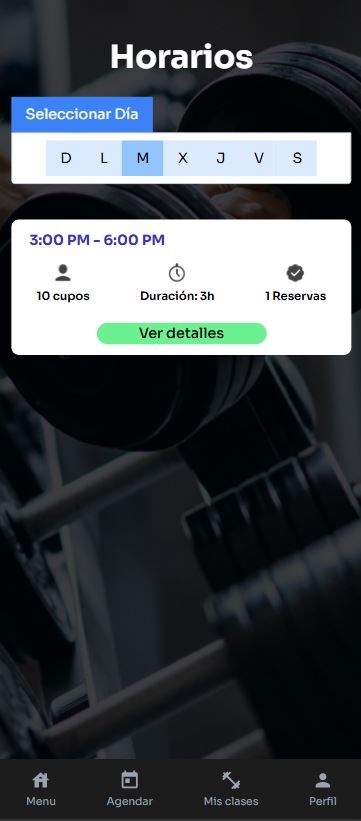 Horarios
Seleccionar Día
D L M X J V S
3:00 PM - 6:00 PM
10 cupos Duración: 3h 1 Reservas
Ver detalles
Menu Agendar Mis clases Perfil